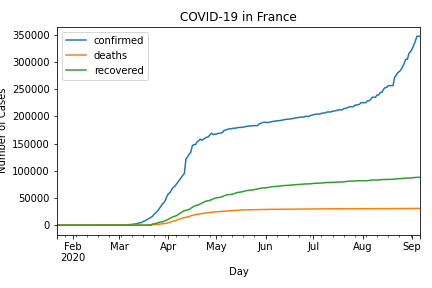 COVID-19 in France
confirmed
deaths
recovered
350000
300000
250000
200000
150000
100000
50000
0
Number of Cases
Feb Mar Apr May Jun Jul Aug Sep
2020
Day